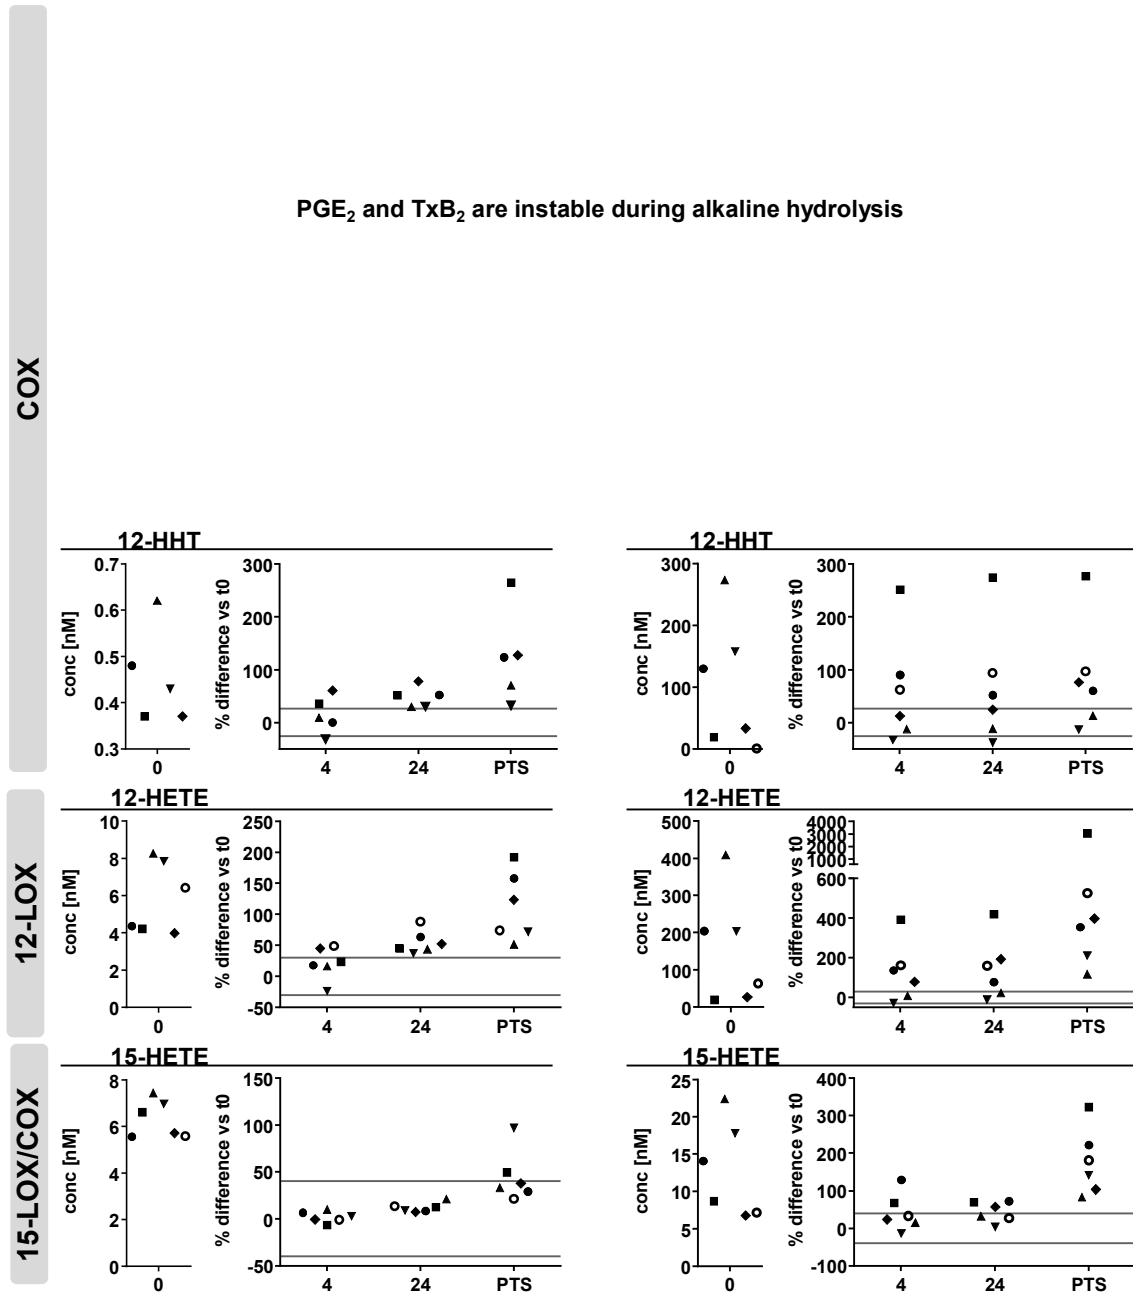 COX
PGE₂ and TxB₂ are instable during alkaline hydrolysis
12-HHT
conc [nM]
0.7
0.6
0.5
0.4
0.3
0
% difference vs t0
300
200
100
0
4 24 PTS
12-HHT
conc [nM]
300
200
100
0
0
% difference vs t0
300
200
100
0
4 24 PTS
12-LOX
12-HETE
conc [nM]
10
8
6
4
2
0
0
% difference vs t0
250
200
150
100
50
0
-50
4 24 PTS
12-HETE
conc [nM]
500
400
300
200
100
0
0
% difference vs t0
4000
3000
2000
1000
600
400
200
0
4 24 PTS
15-LOX/COX
15-HETE
conc [nM]
8
6
4
2
0
0
% difference vs t0
150
100
50
0
-50
4 24 PTS
15-HETE
conc [nM]
25
20
15
10
5
0
0
% difference vs t0
400
300
200
100
0
-100
4 24 PTS